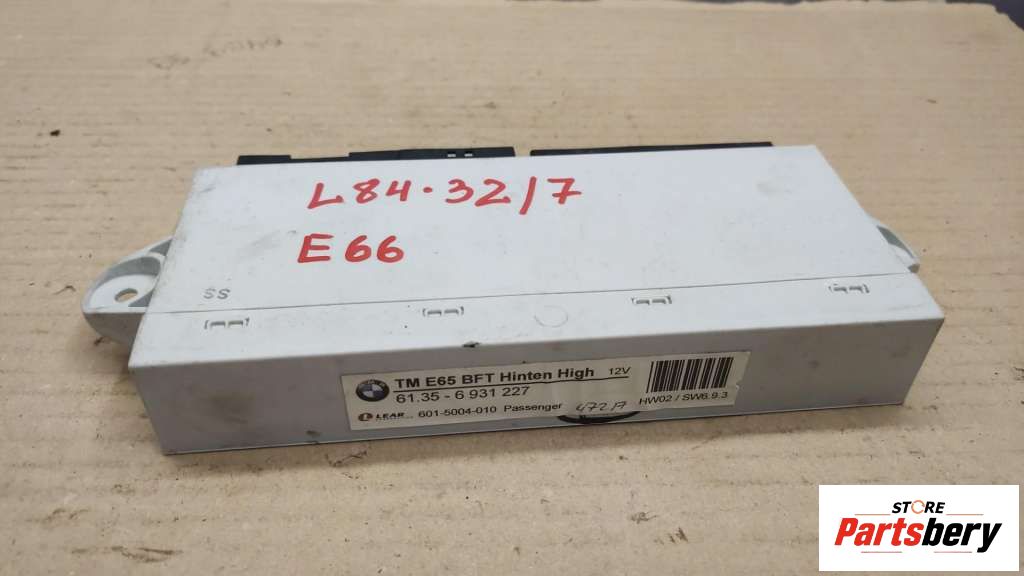 L84.32/7
E66
SS
TM E65 BFT Hinten High 12V
61.35 - 6 931 227
HW02 / SW6.9.3
LEAR 601-5004-010 Passenger
STORE
Partsbery